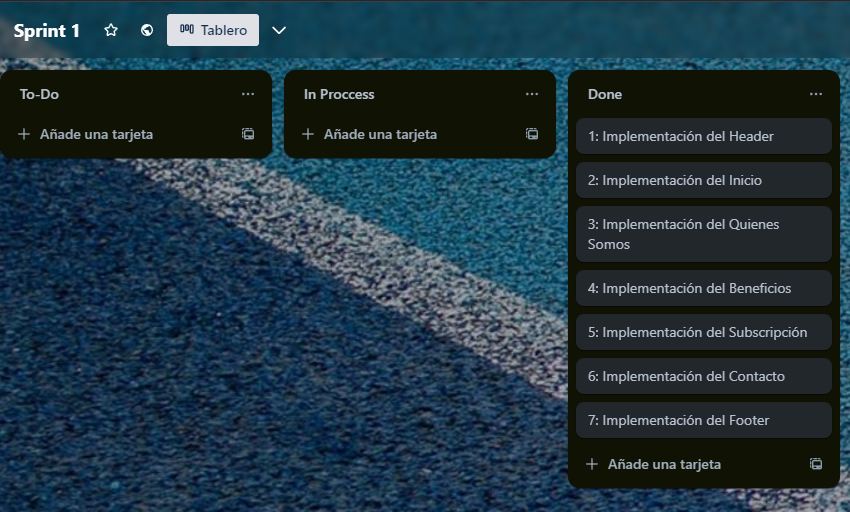 Sprint 1
Tablero
To-Do
Añade una tarjeta
In Proccess
Añade una tarjeta
Done
1: Implementación del Header
2: Implementación del Inicio
3: Implementación del Quienes
Somos
4: Implementación del Beneficios
5: Implementación del Subscripción
6: Implementación del Contacto
7: Implementación del Footer
Añade una tarjeta